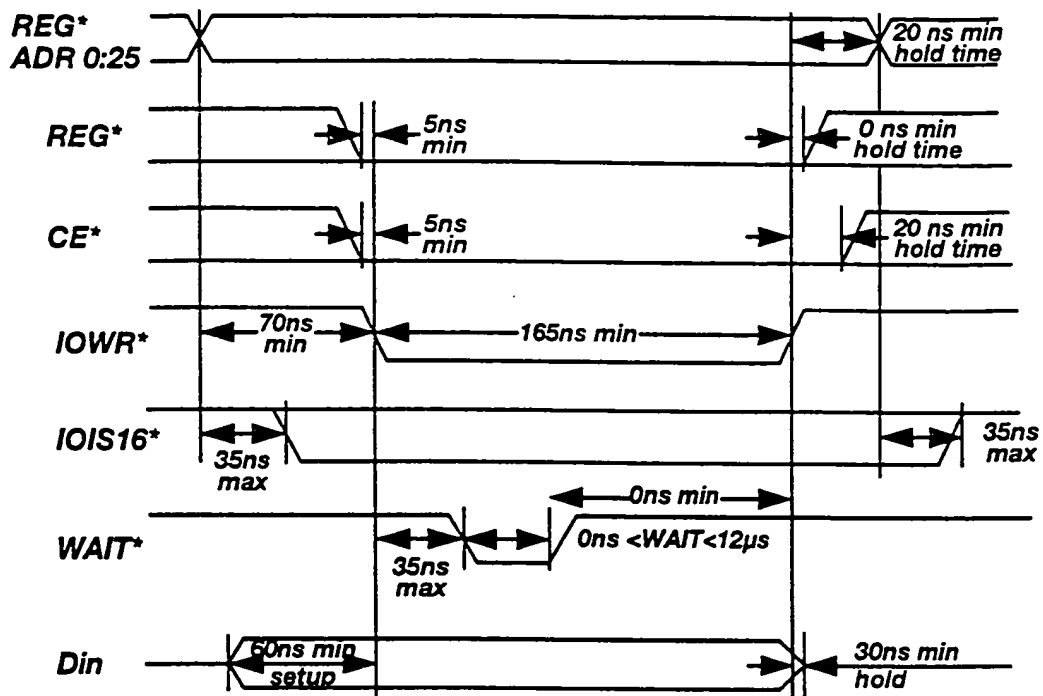 REG*
ADR 0:25
20 ns min
hold time
REG*
5ns
min
0 ns min
hold time
CE*
5ns
min
20 ns min
hold time
IOWR*
70ns
min
165ns min
IOIS16*
35ns
max
35ns
max
0ns min
WAIT*
35ns
max
0ns <WAIT<12µs
Din
60ns min
setup
30ns min
hold